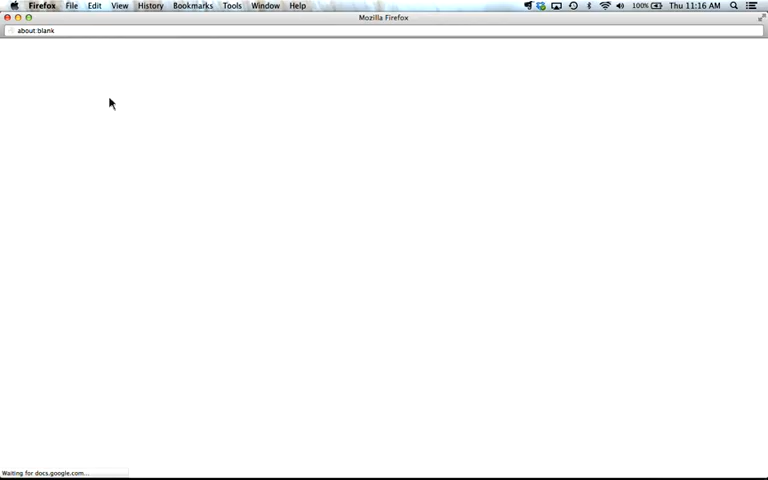 Firefox File Edit View History Bookmarks Tools Window Help 100% Thu 11:16 AM
Mozilla Firefox
about:blank
Waiting for docs.google.com...